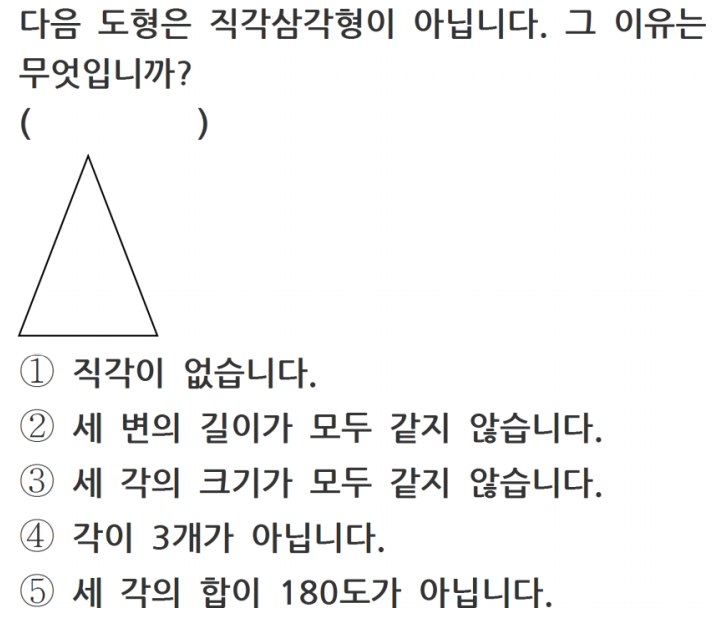 다음 도형은 직각삼각형이 아닙니다. 그 이유는
무엇입니까?
(            )
① 직각이 없습니다.
② 세 변의 길이가 모두 같지 않습니다.
③ 세 각의 크기가 모두 같지 않습니다.
④ 각이 3개가 아닙니다.
⑤ 세 각의 합이 180도가 아닙니다.